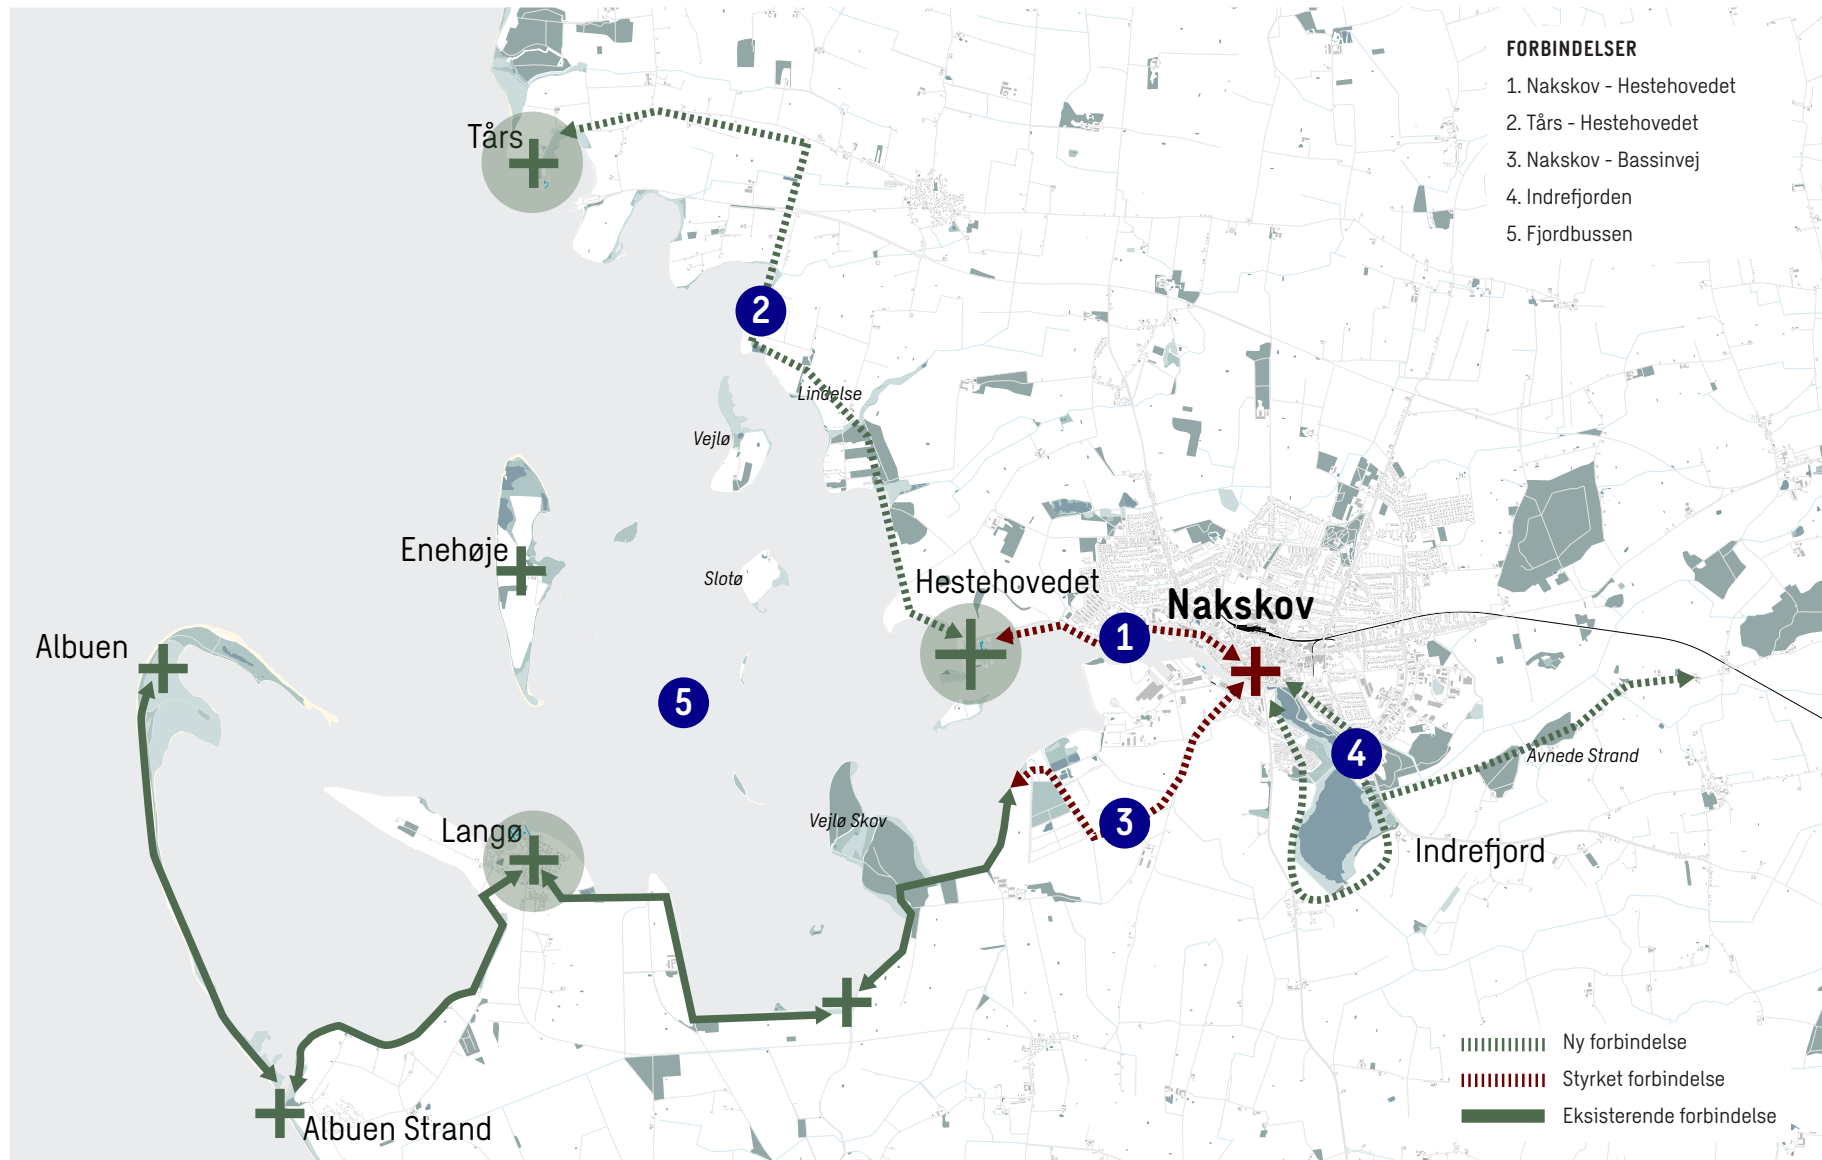 FORBINDELSER
1. Nakskov - Hestehovedet
2. Tårs - Hestehovedet
3. Nakskov - Bassinvej
4. Indrefjorden
5. Fjordbussen
Tårs
2
Lindelse
Vejlø
Enehøje
Slotø
Hestehovedet
Nakskov
1
Albuen
5
4
Avnede Strand
Langø
Vejlø Skov
3
Indrefjord
Albuen Strand
Ny forbindelse
Styrket forbindelse
Eksisterende forbindelse